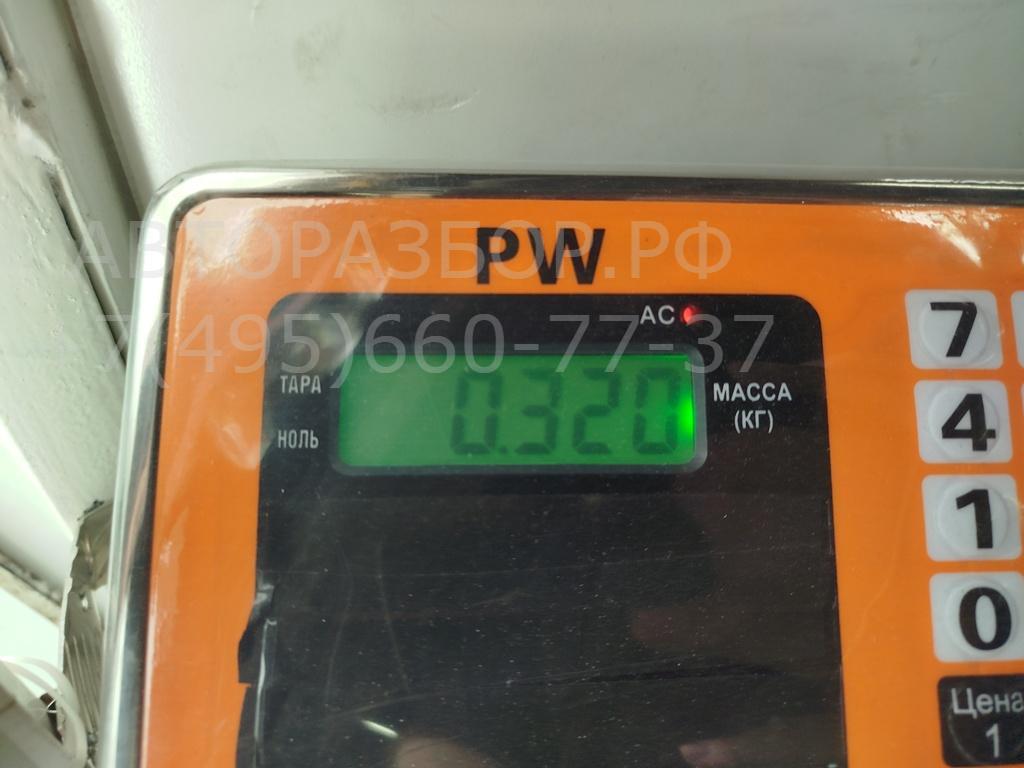 PW
АВТОРАЗБОР.РФ
7(495)660-77-37
AC
ТАРА
НОЛЬ
0.320
МАССА
(КГ)
7
4
1
0
Цена
1